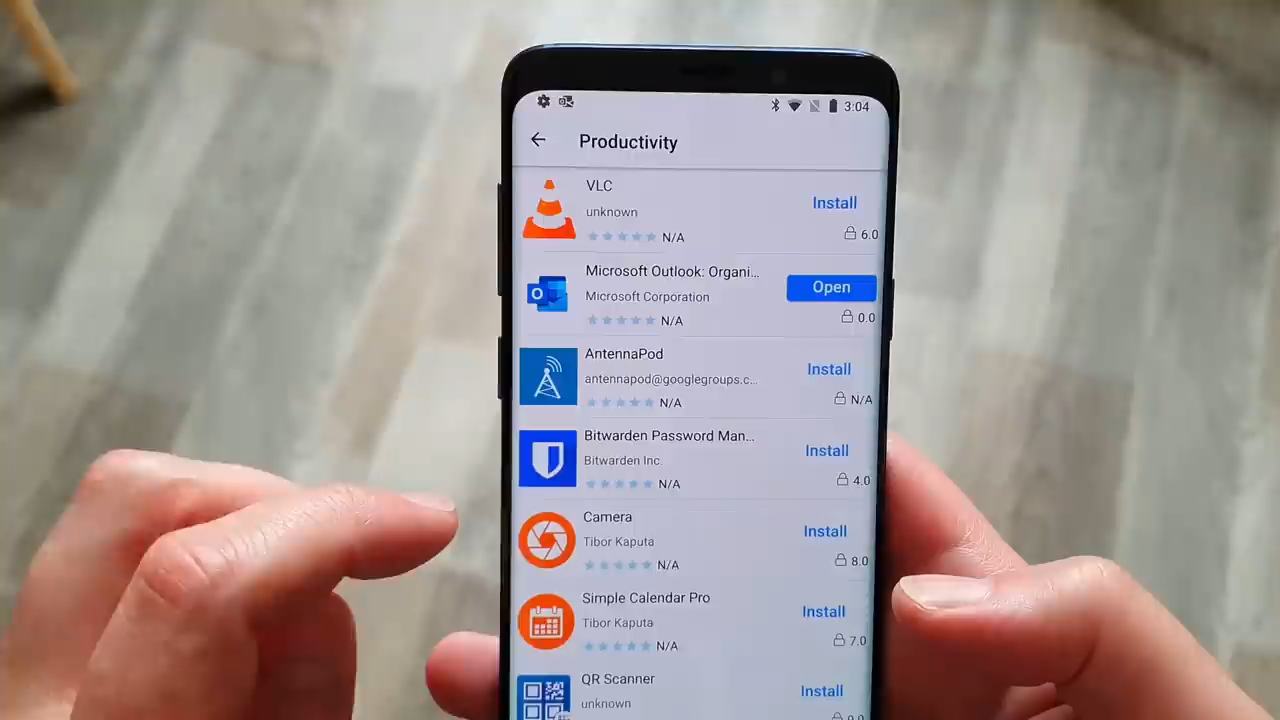 3:04
Productivity
VLC
Install
unknown
N/A
6.0
Microsoft Outlook: Organi...
Open
Microsoft Corporation
N/A
0.0
AntennaPod
Install
antennapod@googlegroups.c...
N/A
N/A
Bitwarden Password Man...
Install
Bitwarden Inc.
N/A
4.0
Camera
Install
Tibor Kaputa
N/A
8.0
Simple Calendar Pro
Install
Tibor Kaputa
N/A
7.0
QR Scanner
Install
unknown